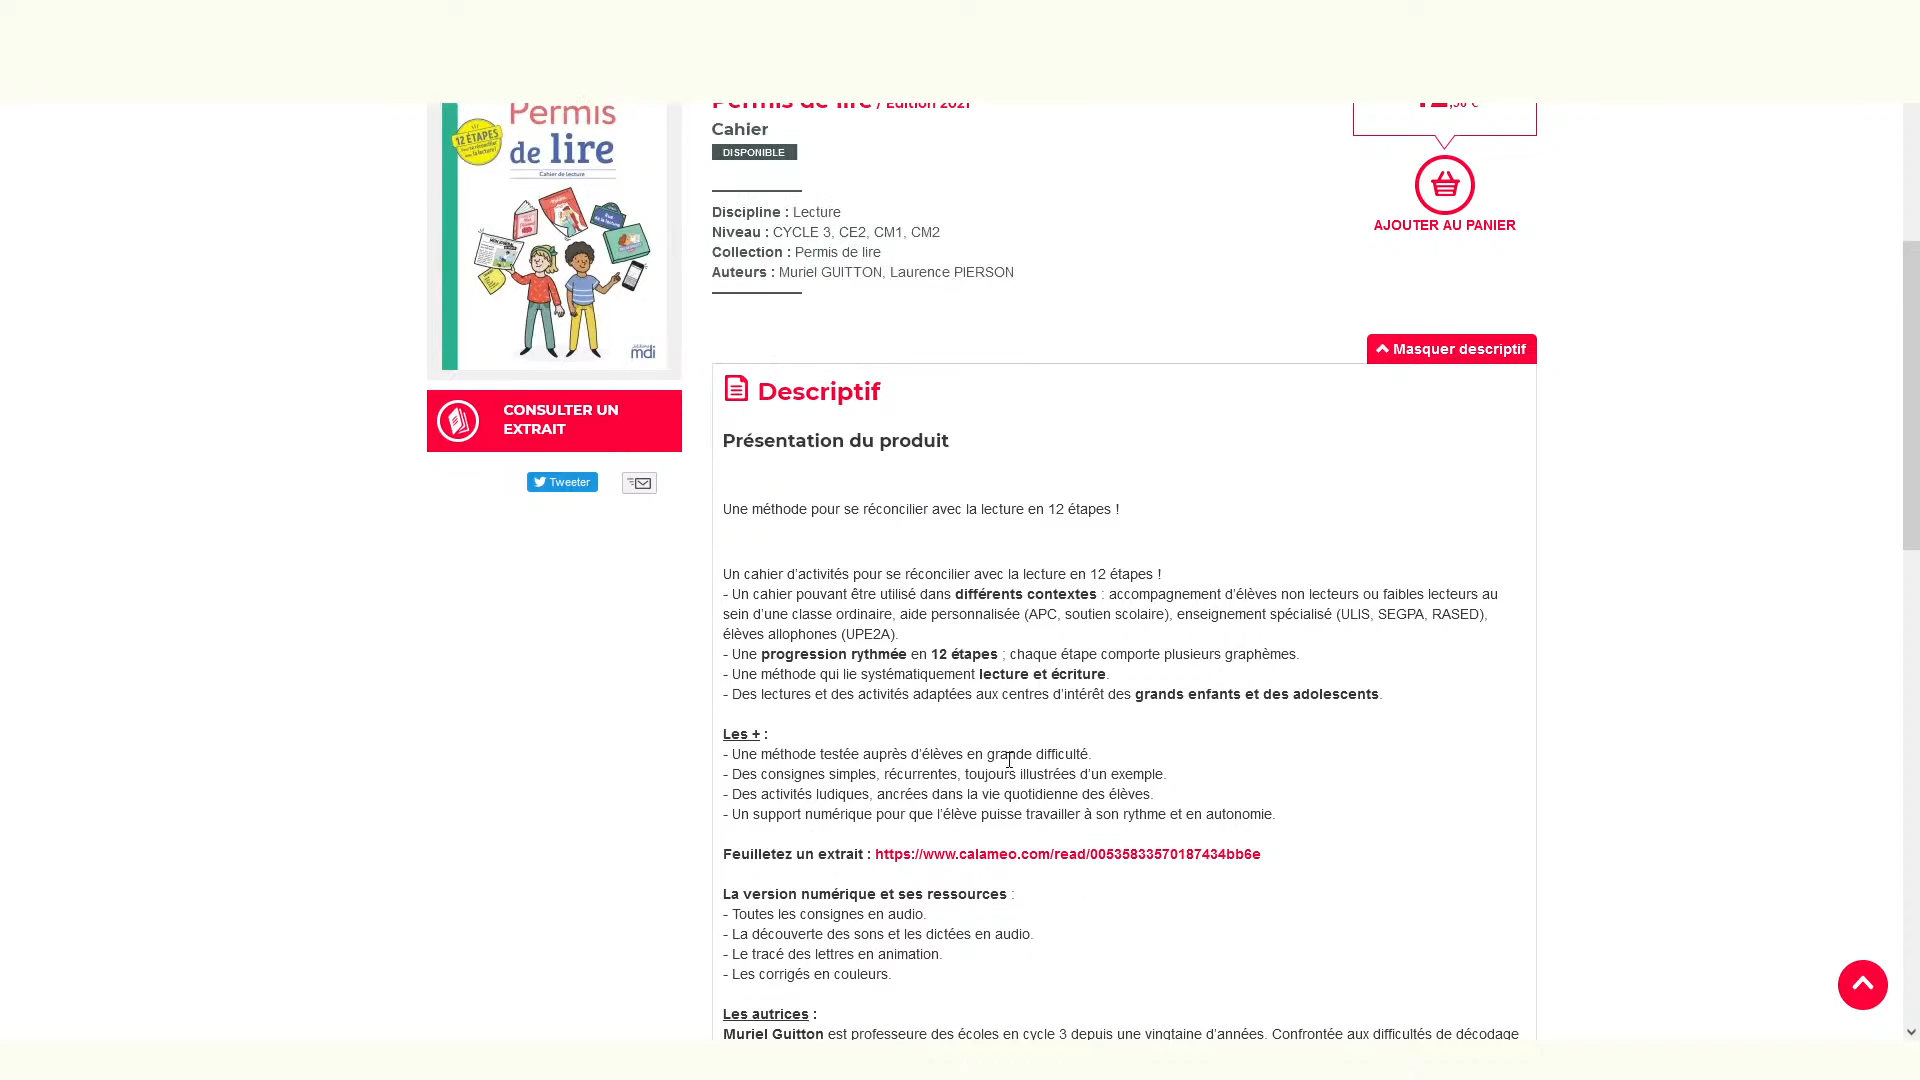 Permis de lire / Edition 2021
Cahier
DISPONIBLE
Discipline : Lecture
Niveau : CYCLE 3, CE2, CM1, CM2
Collection : Permis de lire
Auteurs : Muriel GUITTON, Laurence PIERSON
AJOUTER AU PANIER
Permis
de lire
12 ÉTAPES
Cahier de lecture
mdi
CONSULTER UN
EXTRAIT
Tweeter
Masquer descriptif
Descriptif
Présentation du produit
Une méthode pour se réconcilier avec la lecture en 12 étapes !
Un cahier d’activités pour se réconcilier avec la lecture en 12 étapes !
- Un cahier pouvant être utilisé dans différents contextes : accompagnement d’élèves non lecteurs ou faibles lecteurs au
sein d’une classe ordinaire, aide personnalisée (APC, soutien scolaire), enseignement spécialisé (ULIS, SEGPA, RASED),
élèves allophones (UPE2A).
- Une progression rythmée en 12 étapes ; chaque étape comporte plusieurs graphèmes.
- Une méthode qui lie systématiquement lecture et écriture.
- Des lectures et des activités adaptées aux centres d’intérêt des grands enfants et des adolescents.
Les + :
- Une méthode testée auprès d’élèves en grande difficulté.
- Des consignes simples, récurrentes, toujours illustrées d’un exemple.
- Des activités ludiques, ancrées dans la vie quotidienne des élèves.
- Un support numérique pour que l’élève puisse travailler à son rythme et en autonomie.
Feuilletez un extrait : https://www.calameo.com/read/00535833570187434bb6e
La version numérique et ses ressources :
- Toutes les consignes en audio.
- La découverte des sons et les dictées en audio.
- Le tracé des lettres en animation.
- Les corrigés en couleurs.
Les autrices :
Muriel Guitton est professeure des écoles en cycle 3 depuis une vingtaine d’années. Confrontée aux difficultés de décodage